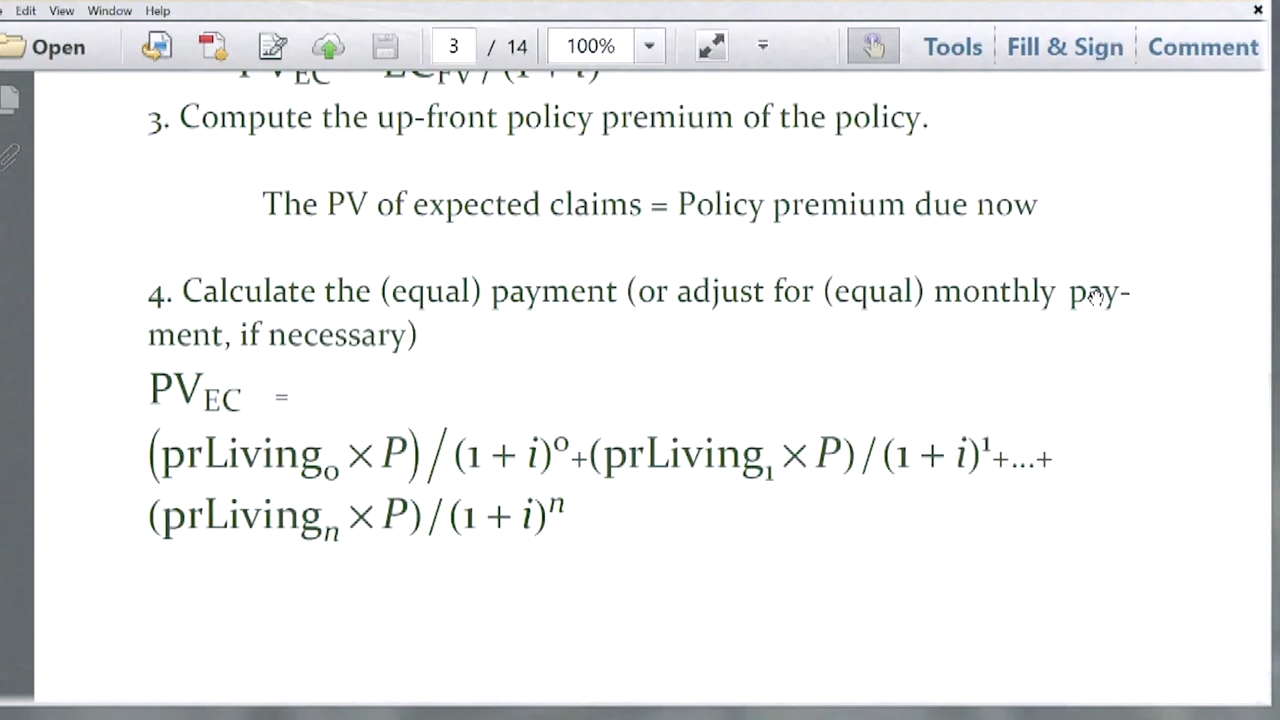 Edit View Window Help
Open 3 / 14 100% Tools Fill & Sign Comment
3. Compute the up-front policy premium of the policy.
The PV of expected claims = Policy premium due now
4. Calculate the (equal) payment (or adjust for (equal) monthly pay-
ment, if necessary)
PV_EC =
(prLiving₀ × P)/(1 + i)⁰+(prLiving₁ × P)/(1 + i)¹+...+
(prLivingₙ × P)/(1 + i)ⁿ